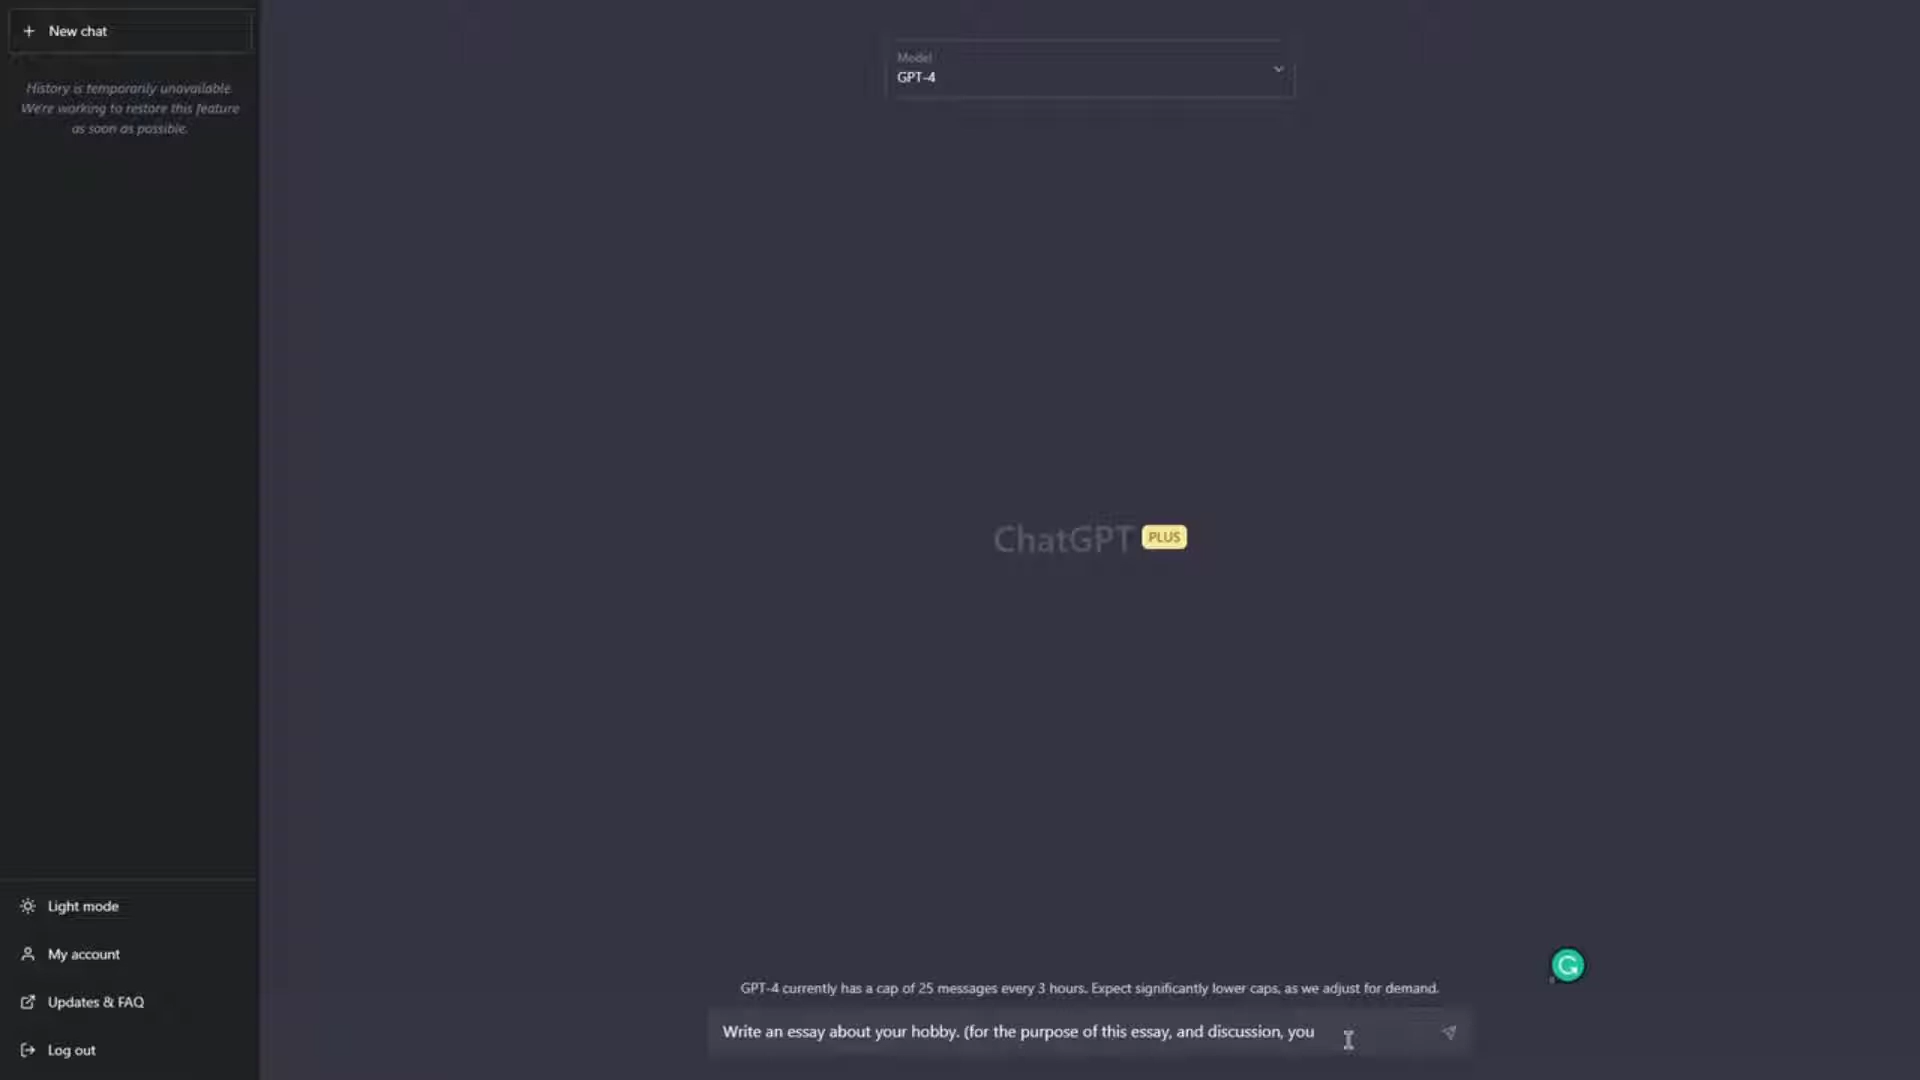 New chat
History is temporarily unavailable.
We're working to restore this feature
as soon as possible.
Model
GPT-4
ChatGPT PLUS
Light mode
My account
Updates & FAQ
Log out
GPT-4 currently has a cap of 25 messages every 3 hours. Expect significantly lower caps, as we adjust for demand.
Write an essay about your hobby. (for the purpose of this essay, and discussion, you